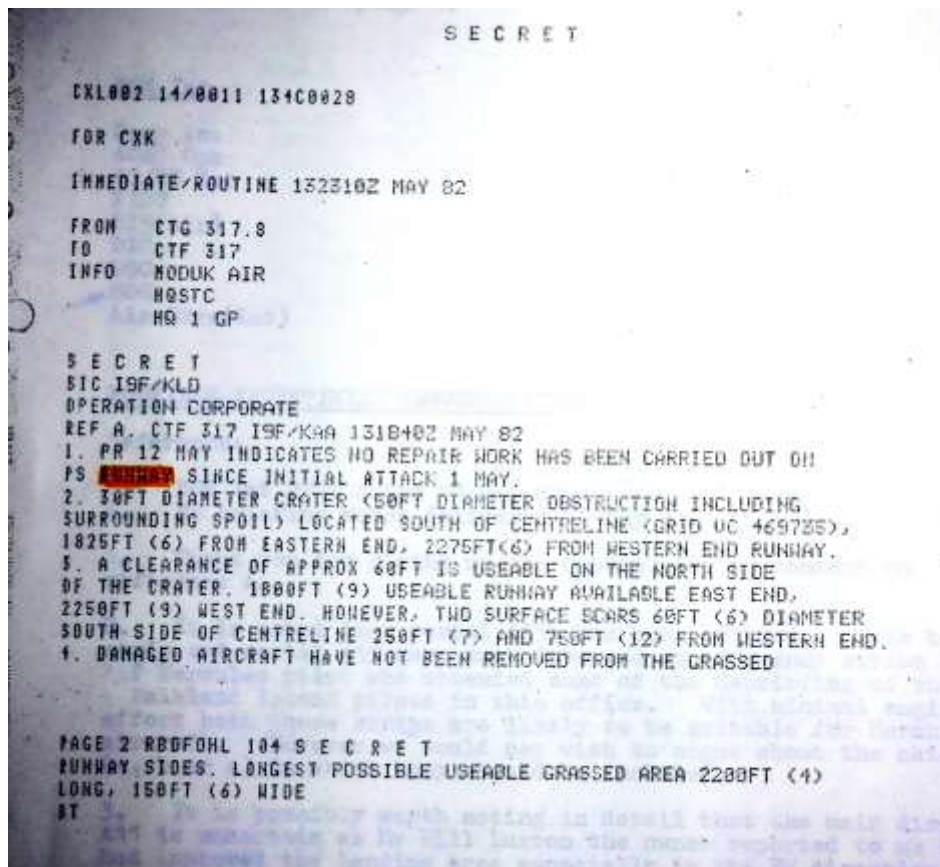 S E C R E T
CXL002 14/0011 134C0028
FOR CXK
IMMEDIATE/ROUTINE 132310Z MAY 82
FROM CTG 317.8
TO CTF 317
INFO MODUK AIR
HQSTC
HQ 1 GP
S E C R E T
SIC I9F/KLD
OPERATION CORPORATE
REF A. CTF 317 I9F/KAA 131840Z MAY 82
1. PR 12 MAY INDICATES NO REPAIR WORK HAS BEEN CARRIED OUT ON
PS RUNWAY SINCE INITIAL ATTACK 1 MAY.
2. 30FT DIAMETER CRATER (50FT DIAMETER OBSTRUCTION INCLUDING
SURROUNDING SPOIL) LOCATED SOUTH OF CENTRELINE (GRID UC 469735),
1825FT (6) FROM EASTERN END, 2275FT(6) FROM WESTERN END RUNWAY.
3. A CLEARANCE OF APPROX 60FT IS USEABLE ON THE NORTH SIDE
OF THE CRATER. 1800FT (9) USEABLE RUNWAY AVAILABLE EAST END,
2250FT (9) WEST END. HOWEVER, TWO SURFACE SCARS 60FT (6) DIAMETER
SOUTH SIDE OF CENTRELINE 250FT (7) AND 750FT (12) FROM WESTERN END.
4. DAMAGED AIRCRAFT HAVE NOT BEEN REMOVED FROM THE GRASSED
PAGE 2 RBDFOHL 104 S E C R E T
RUNWAY SIDES. LONGEST POSSIBLE USEABLE GRASSED AREA 2200FT (4)
LONG, 150FT (6) WIDE
BT